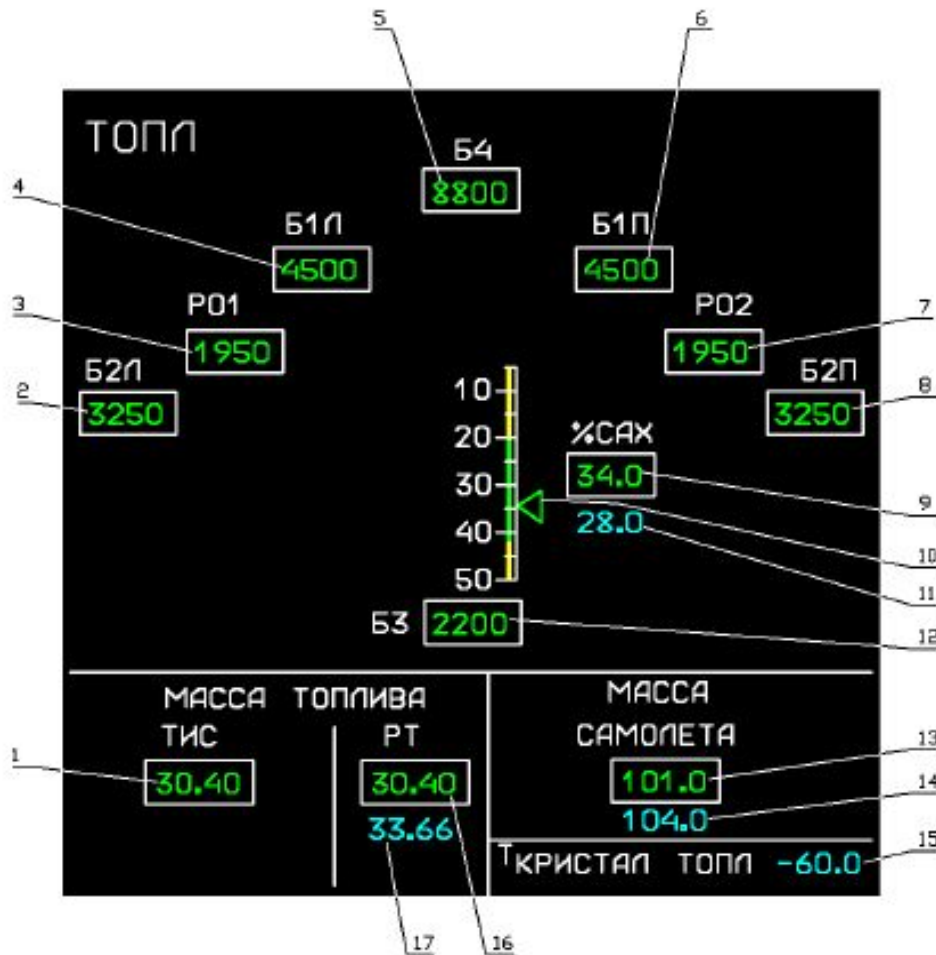 5 6
ТОПЛ
Б4
8800
4
Б1Л Б1П
4500 4500
3 РО1 РО2 7
1950 1950
2 Б2Л Б2П 8
3250 3250
10
20 %САХ
30 34.0 9
28.0
40 10
50 11
Б3 2200 12
МАССА ТОПЛИВА МАССА
ТИС РТ САМОЛЕТА
1 30.40 30.40 101.0 13
33.66 104.0 14
Ткристал ТОПЛ -60.0 15
17 16